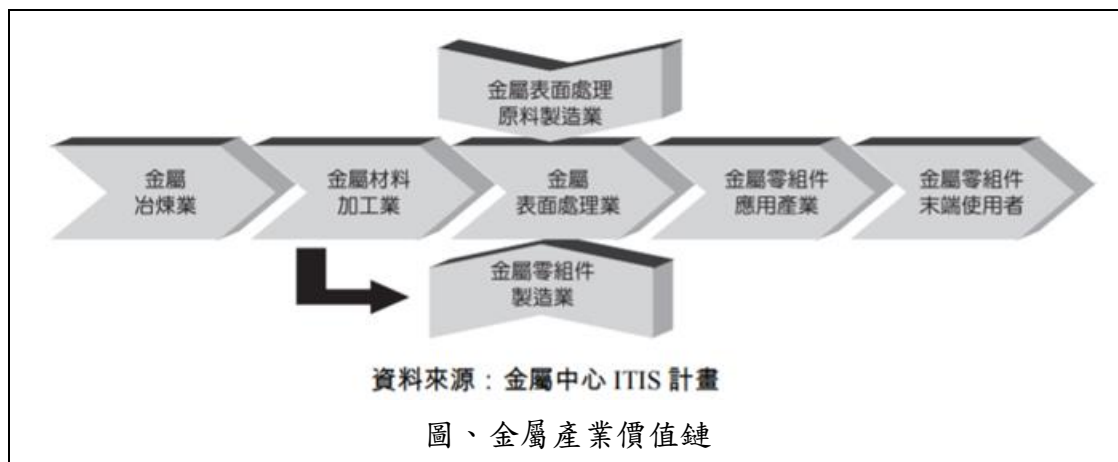 金屬表面處理
原料製造業
金屬
冶煉業
金屬材料
加工業
金屬
表面處理業
金屬零組件
應用產業
金屬零組件
末端使用者
金屬零組件
製造業
資料來源：金屬中心 ITIS 計畫
圖、金屬產業價值鏈